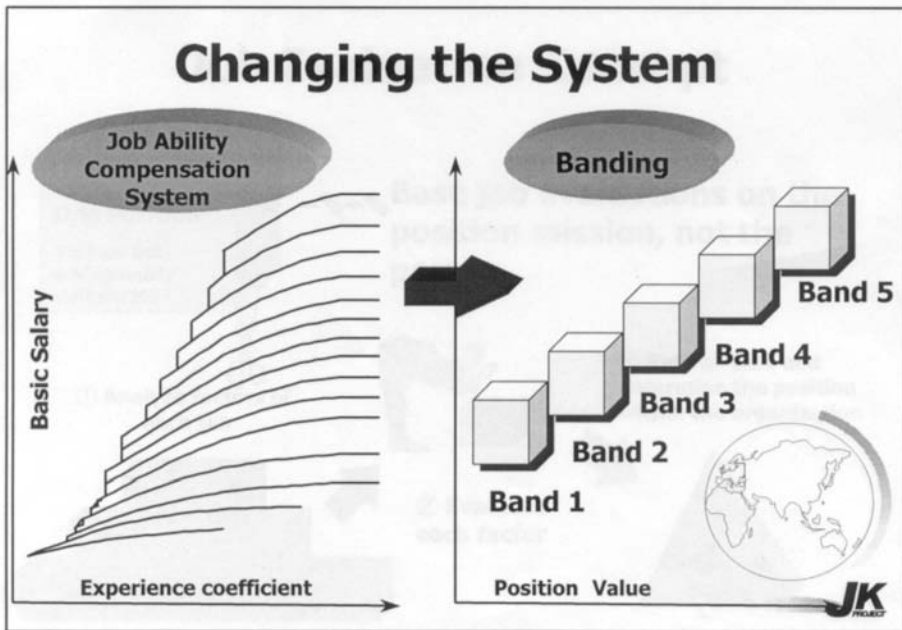 Changing the System
Job Ability
Compensation
System
Basic Salary
Experience coefficient
Banding
Band 1
Band 2
Band 3
Band 4
Band 5
Position Value
JK
PROJECT